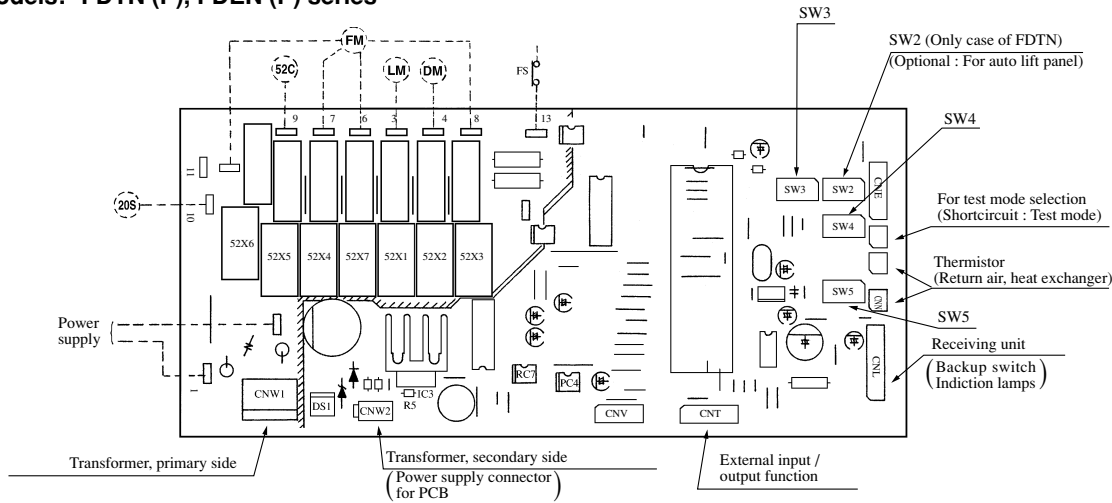 odels: FDTN (F), FDEN (F) series
SW3
SW2 (Only case of FDTN)
(Optional : For auto lift panel)
FM
52C
LM
DM
FS
9
7
6
3
4
8
13
SW4
11
10
20S
SW3
SW2
CNE
SW4
For test mode selection
(Shortcircuit : Test mode)
52X6
52X5
52X4
52X7
52X1
52X2
52X3
Thermistor
(Return air, heat exchanger)
SW5
SW5
Power
supply
1
Receiving unit
(Backup switch
Indiction lamps)
CNL
CNW1
DS1
CNW2
R5
IC3
PC4
CNV
CNT
Transformer, primary side
Transformer, secondary side
(Power supply connector
for PCB)
External input /
output function